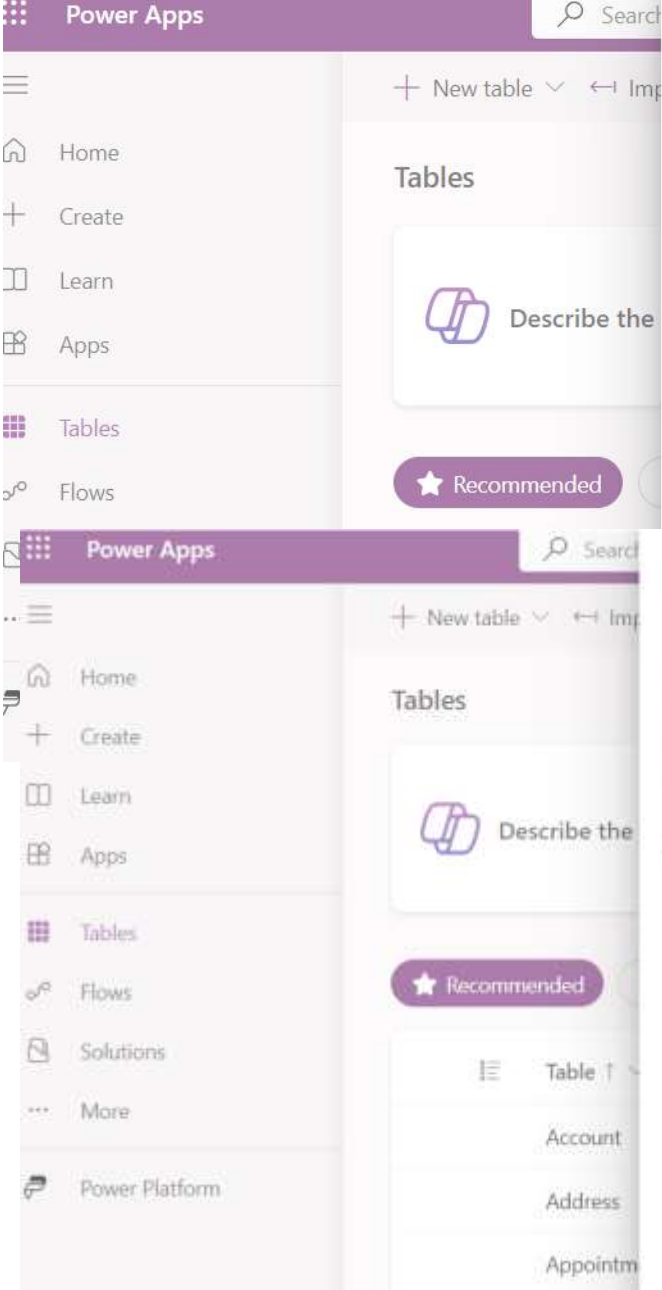 Power Apps Search
New table Imp
Home
Tables
Create
Learn
Describe the
Apps
Tables
Recommended
Flows
Power Apps Search
New table Imp
Home
Tables
Create
Learn
Describe the
Apps
Tables
Recommended
Flows
Solutions
Table ↑
More
Account
Power Platform
Address
Appointm